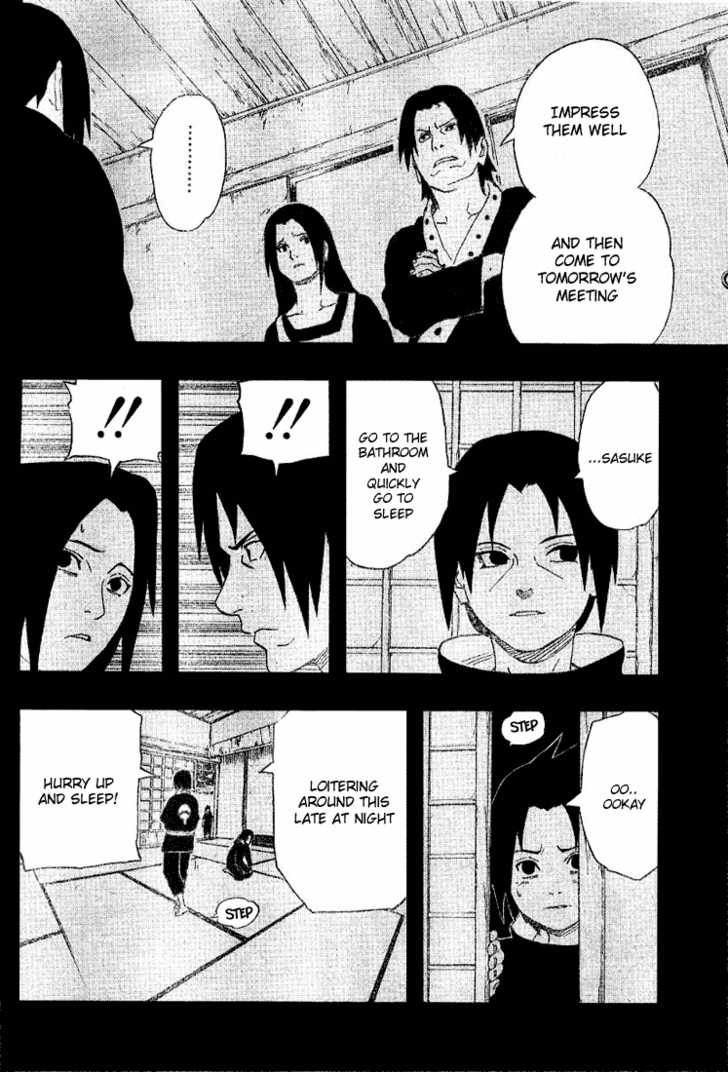 IMPRESS
THEM WELL
AND THEN
COME TO
TOMORROW'S
MEETING
.........
...SASUKE
GO TO THE
BATHROOM
AND
QUICKLY
GO TO
SLEEP
!!
!!
STEP
OO..
OOKAY
LOITERING
AROUND THIS
LATE AT NIGHT
HURRY UP
AND SLEEP!
STEP